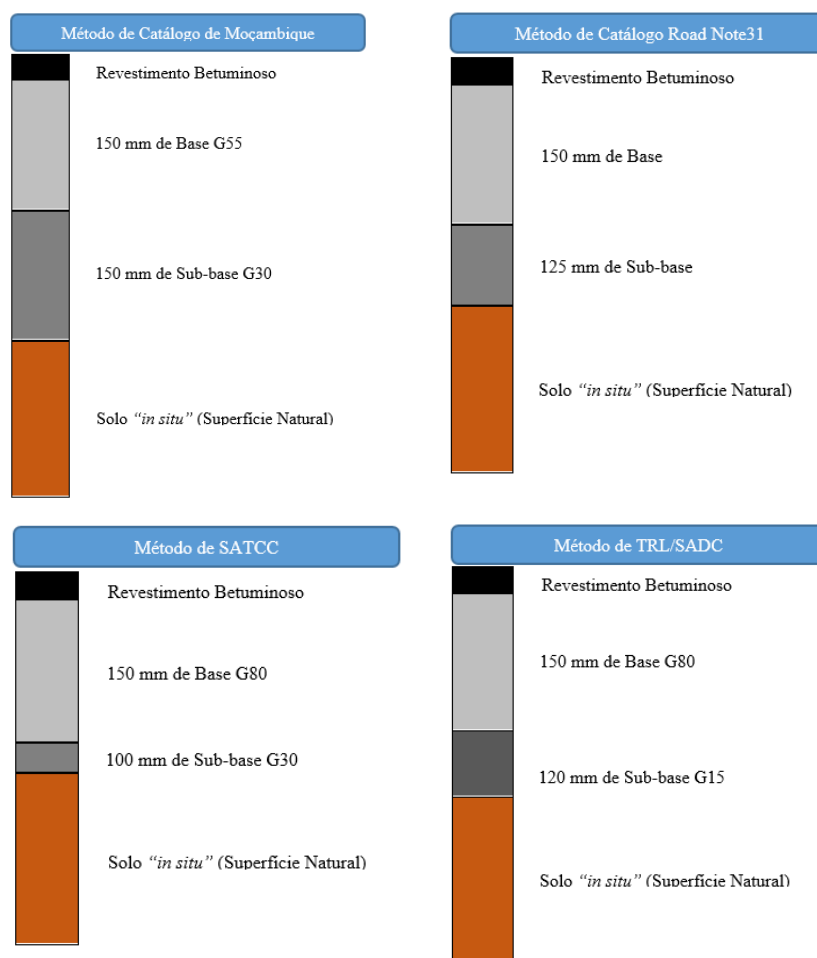 Método de Catálogo de Moçambique
Revestimento Betuminoso
150 mm de Base G55
150 mm de Sub-base G30
Solo “in situ” (Superfície Natural)
Método de Catálogo Road Note31
Revestimento Betuminoso
150 mm de Base
125 mm de Sub-base
Solo “in situ” (Superfície Natural)
Método de SATCC
Revestimento Betuminoso
150 mm de Base G80
100 mm de Sub-base G30
Solo “in situ” (Superfície Natural)
Método de TRL/SADC
Revestimento Betuminoso
150 mm de Base G80
120 mm de Sub-base G15
Solo “in situ” (Superfície Natural)